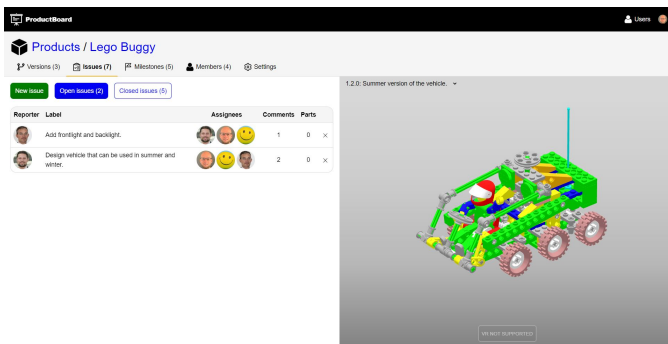 ProductBoard
Users
Products / Lego Buggy
Versions (3)
Issues (7)
Milestones (5)
Members (4)
Settings
New issue
Open issues (2)
Closed issues (5)
1.2.0: Summer version of the vehicle.
Reporter Label Assignees Comments Parts
Add frontlight and backlight. 1 0 ×
Design vehicle that can be used in summer and
winter. 2 0 ×
VR NOT SUPPORTED